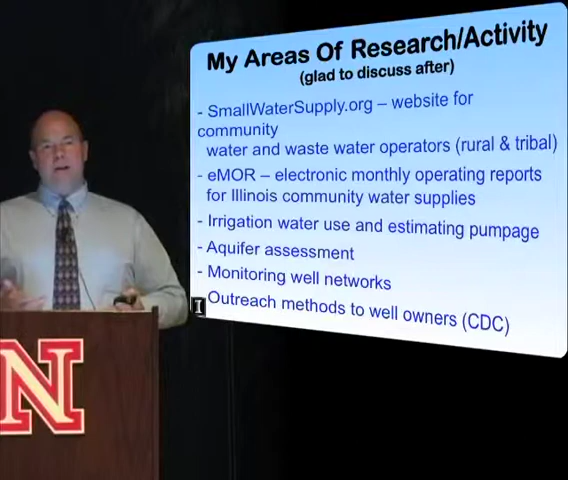 My Areas Of Research/Activity
(glad to discuss after)
- SmallWaterSupply.org – website for
community
water and waste water operators (rural & tribal)
- eMOR – electronic monthly operating reports
for Illinois community water supplies
- Irrigation water use and estimating pumpage
- Aquifer assessment
- Monitoring well networks
- Outreach methods to well owners (CDC)
N